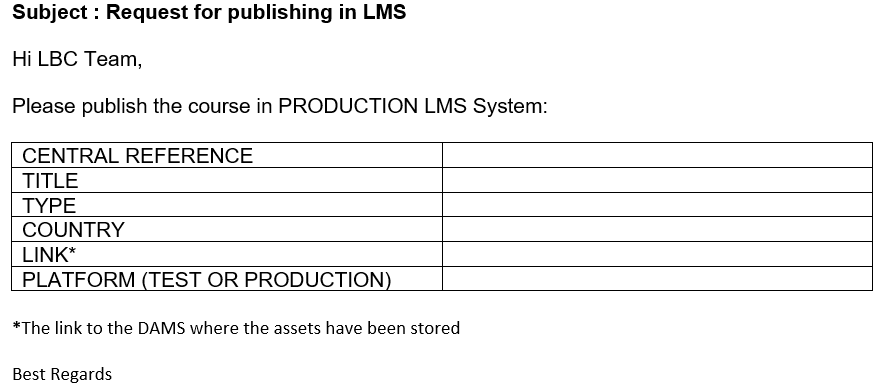 Subject : Request for publishing in LMS
Hi LBC Team,
Please publish the course in PRODUCTION LMS System:
CENTRAL REFERENCE
TITLE
TYPE
COUNTRY
LINK*
PLATFORM (TEST OR PRODUCTION)
*The link to the DAMS where the assets have been stored
Best Regards